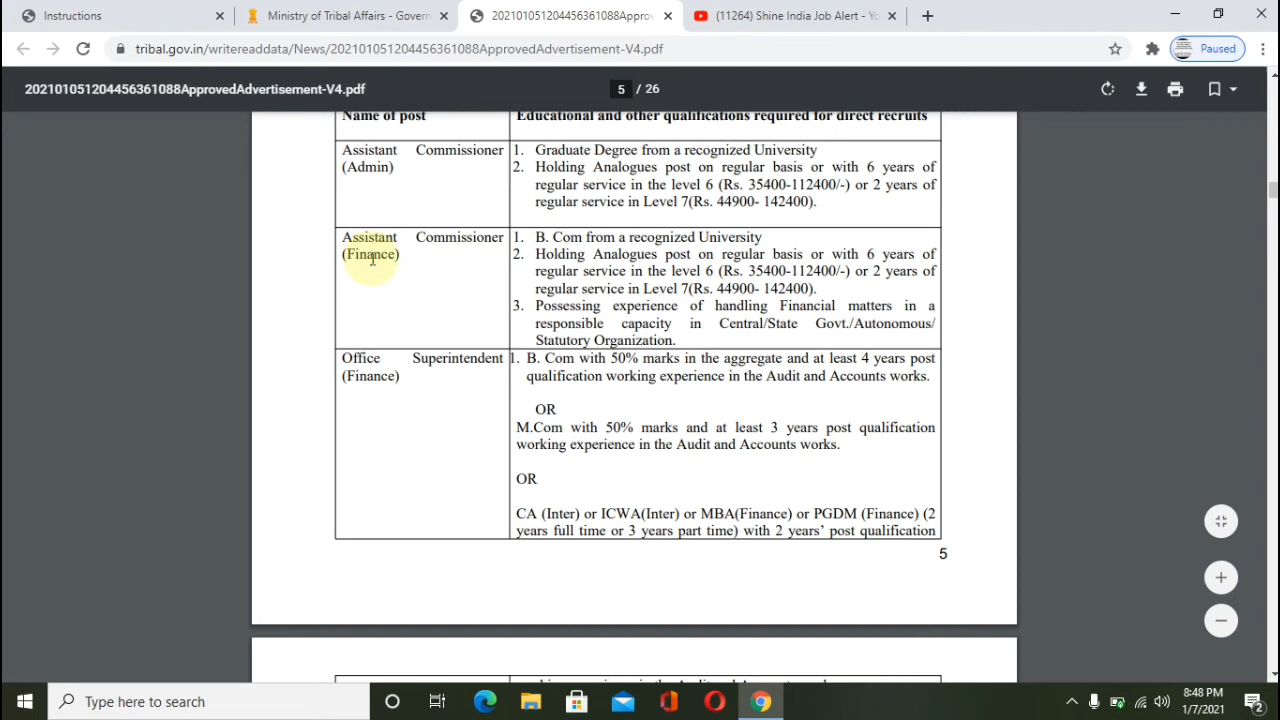 Instructions
Ministry of Tribal Affairs - Govern
202101051204456361088Approv
(11264) Shine India Job Alert - Yo
tribal.gov.in/writereaddata/News/202101051204456361088ApprovedAdvertisement-V4.pdf
Paused
202101051204456361088ApprovedAdvertisement-V4.pdf
5 / 26
Name of post
Educational and other qualifications required for direct recruits
Assistant Commissioner
(Admin)
1. Graduate Degree from a recognized University
2. Holding Analogues post on regular basis or with 6 years of
regular service in the level 6 (Rs. 35400-112400/-) or 2 years of
regular service in Level 7(Rs. 44900- 142400).
Assistant Commissioner
(Finance)
1. B. Com from a recognized University
2. Holding Analogues post on regular basis or with 6 years of
regular service in the level 6 (Rs. 35400-112400/-) or 2 years of
regular service in Level 7(Rs. 44900- 142400).
3. Possessing experience of handling Financial matters in a
responsible capacity in Central/State Govt./Autonomous/
Statutory Organization.
Office Superintendent
(Finance)
1. B. Com with 50% marks in the aggregate and at least 4 years post
qualification working experience in the Audit and Accounts works.
OR
M.Com with 50% marks and at least 3 years post qualification
working experience in the Audit and Accounts works.
OR
CA (Inter) or ICWA(Inter) or MBA(Finance) or PGDM (Finance) (2
years full time or 3 years part time) with 2 years' post qualification
5
Type here to search
8:48 PM
1/7/2021
2